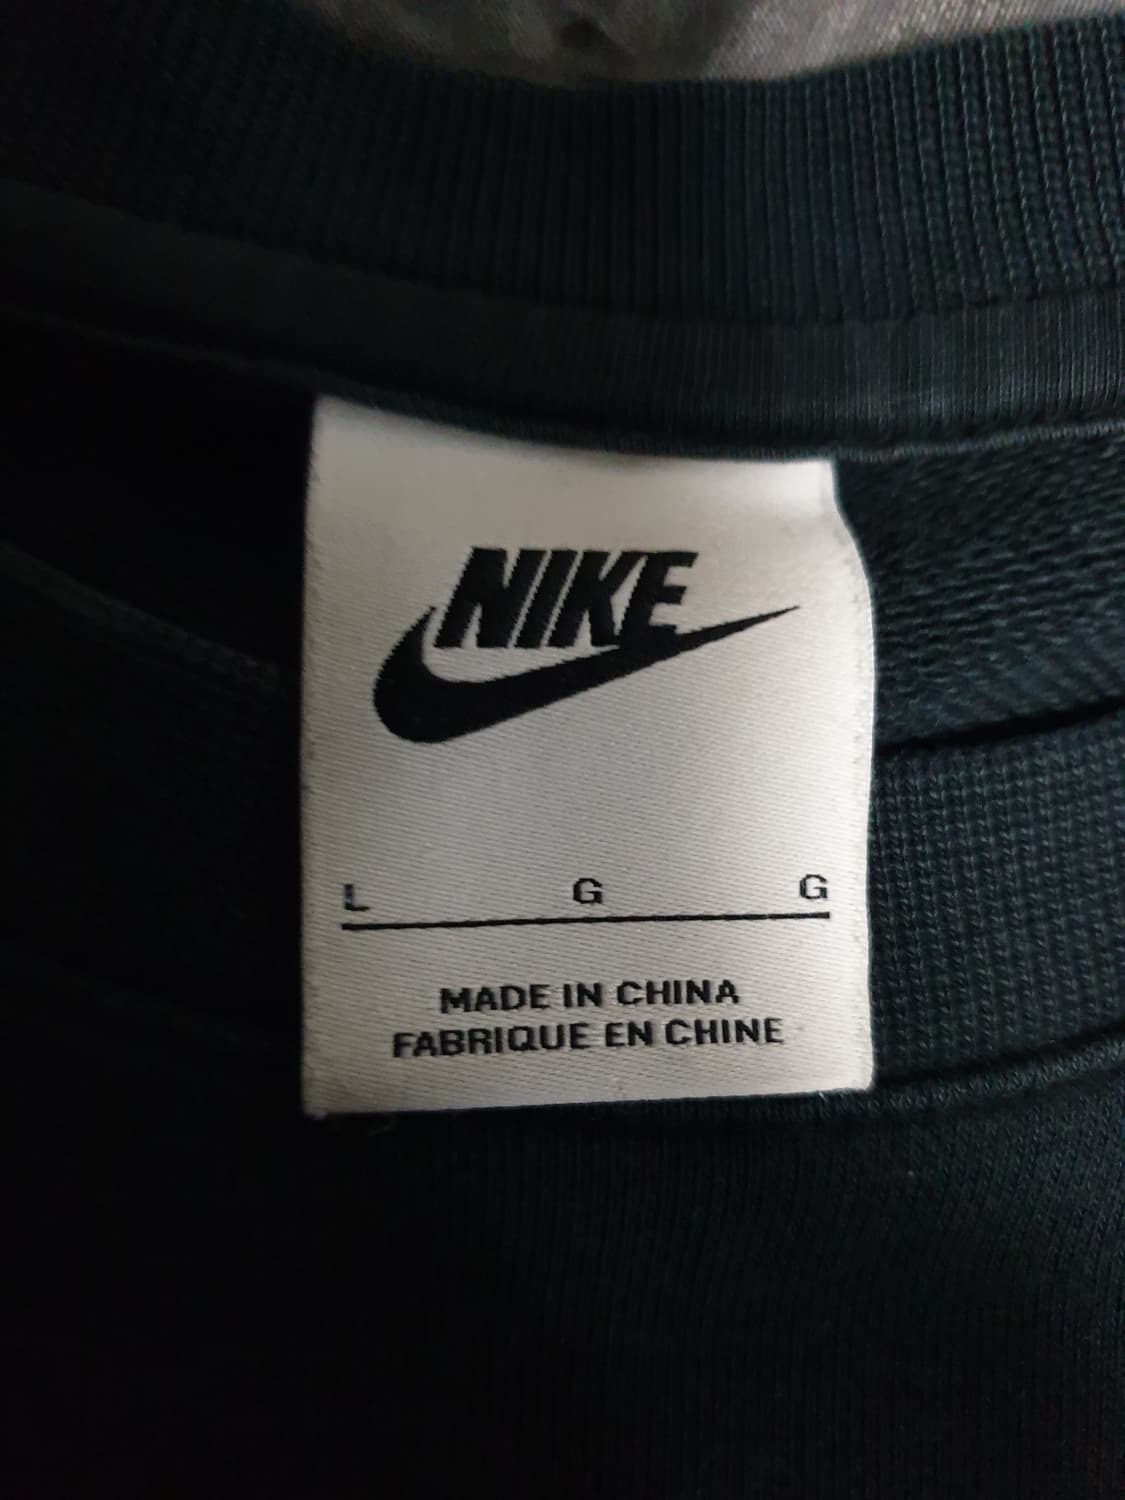 NIKE
L G G
MADE IN CHINA
FABRIQUE EN CHINE